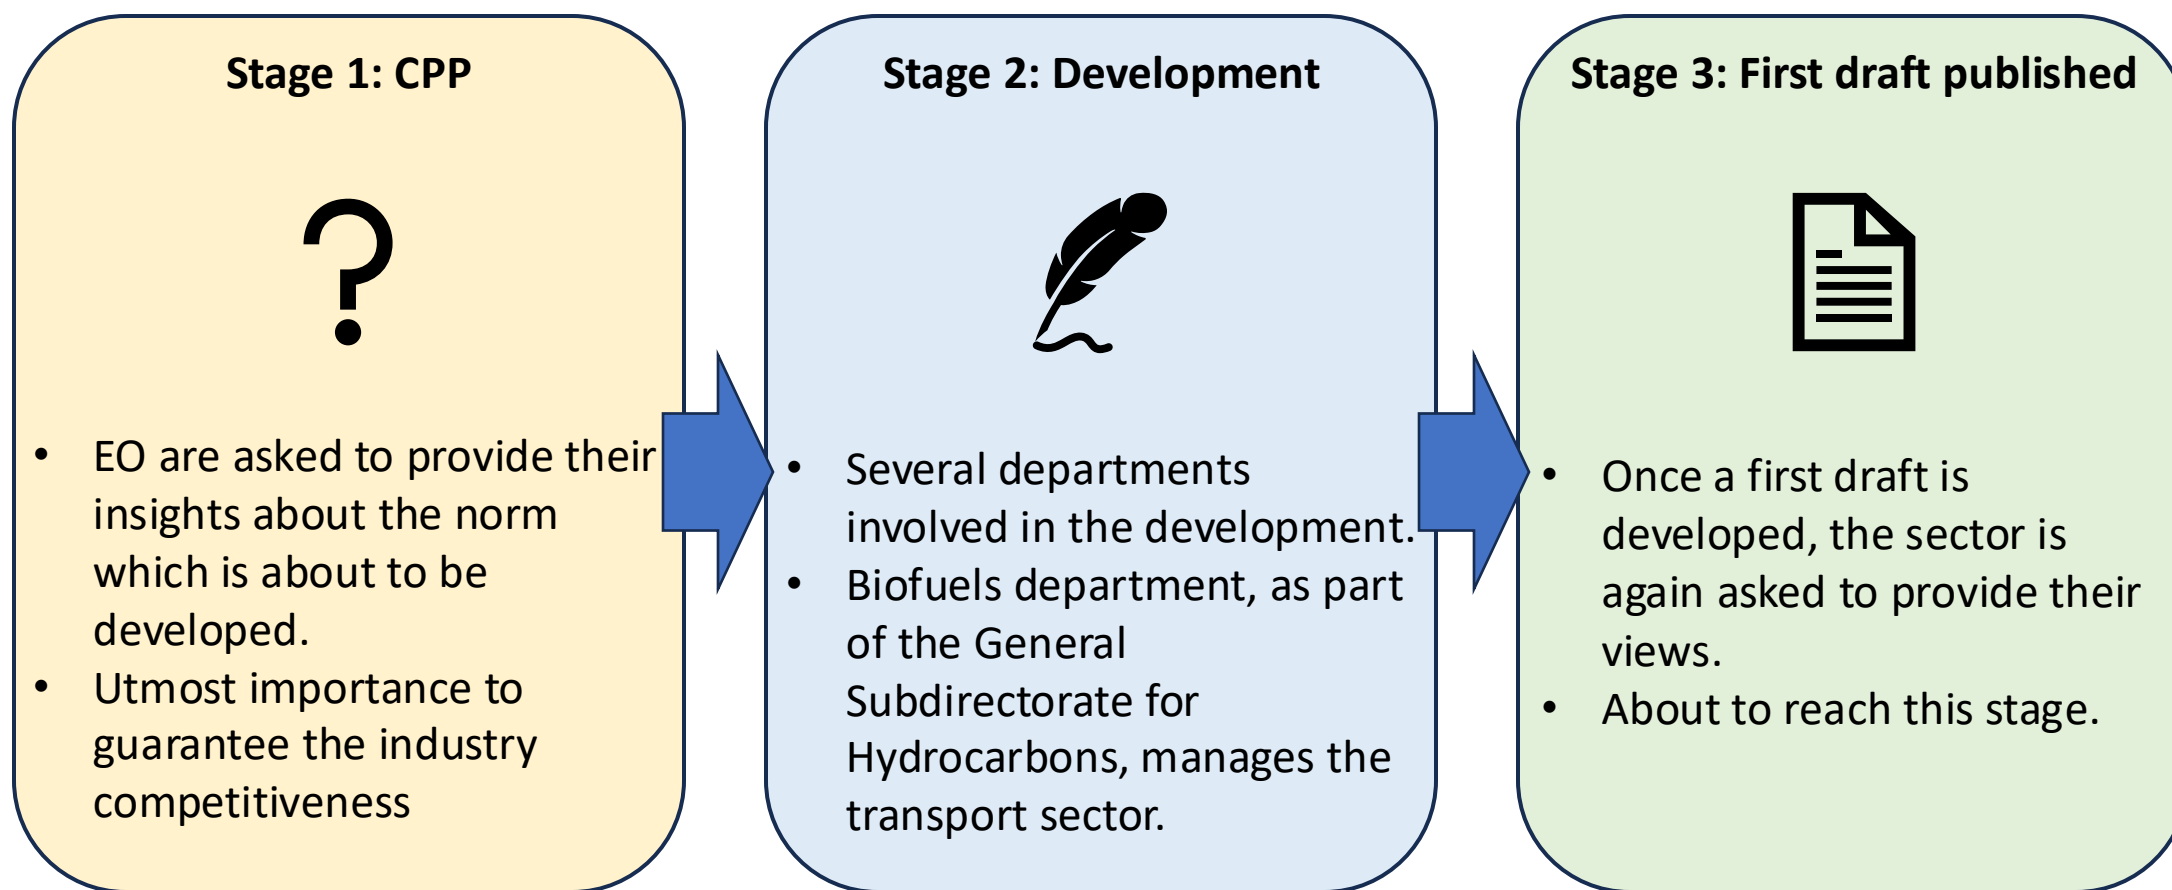 Stage 1: CPP
• EO are asked to provide their
insights about the norm
which is about to be
developed.
• Utmost importance to
guarantee the industry
competitiveness
Stage 2: Development
• Several departments
involved in the development.
• Biofuels department, as part
of the General
Subdirectorate for
Hydrocarbons, manages the
transport sector.
Stage 3: First draft published
• Once a first draft is
developed, the sector is
again asked to provide their
views.
• About to reach this stage.